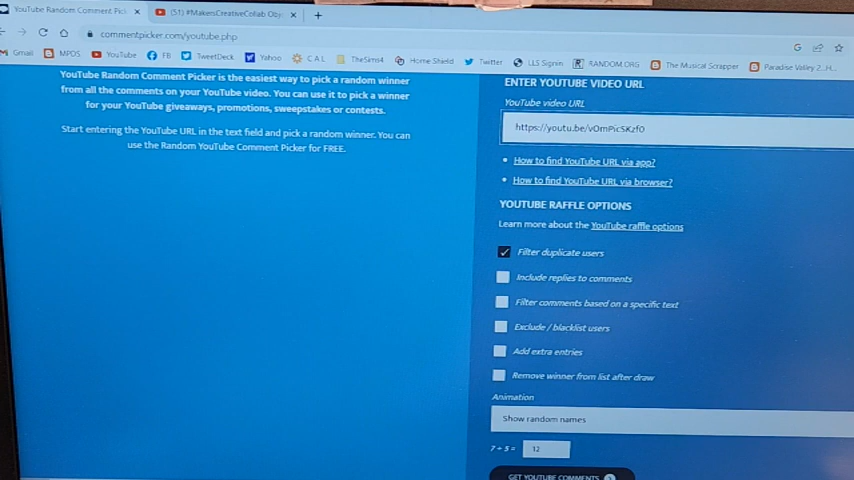 YouTube Random Comment Pick
(51) #MakersCreativeCollab Obje
commentpicker.com/youtube.php
Gmail MPDS YouTube FB TweetDeck Yahoo C A L TheSims4 Home Shield Twitter LLS Signin RANDOM.ORG The Musical Scrapper Paradise Valley 2...H...
YouTube Random Comment Picker is the easiest way to pick a random winner
from all the comments on your YouTube video. You can use it to pick a winner
for your YouTube giveaways, promotions, sweepstakes or contests.
Start entering the YouTube URL in the text field and pick a random winner. You can
use the Random YouTube Comment Picker for FREE.
ENTER YOUTUBE VIDEO URL
YouTube video URL
https://youtu.be/vOmPicSKzf0
How to find YouTube URL via app?
How to find YouTube URL via browser?
YOUTUBE RAFFLE OPTIONS
Learn more about the YouTube raffle options
Filter duplicate users
Include replies to comments
Filter comments based on a specific text
Exclude / blacklist users
Add extra entries
Remove winner from list after draw
Animation
Show random names
7 + 5 = 12
GET YOUTUBE COMMENTS